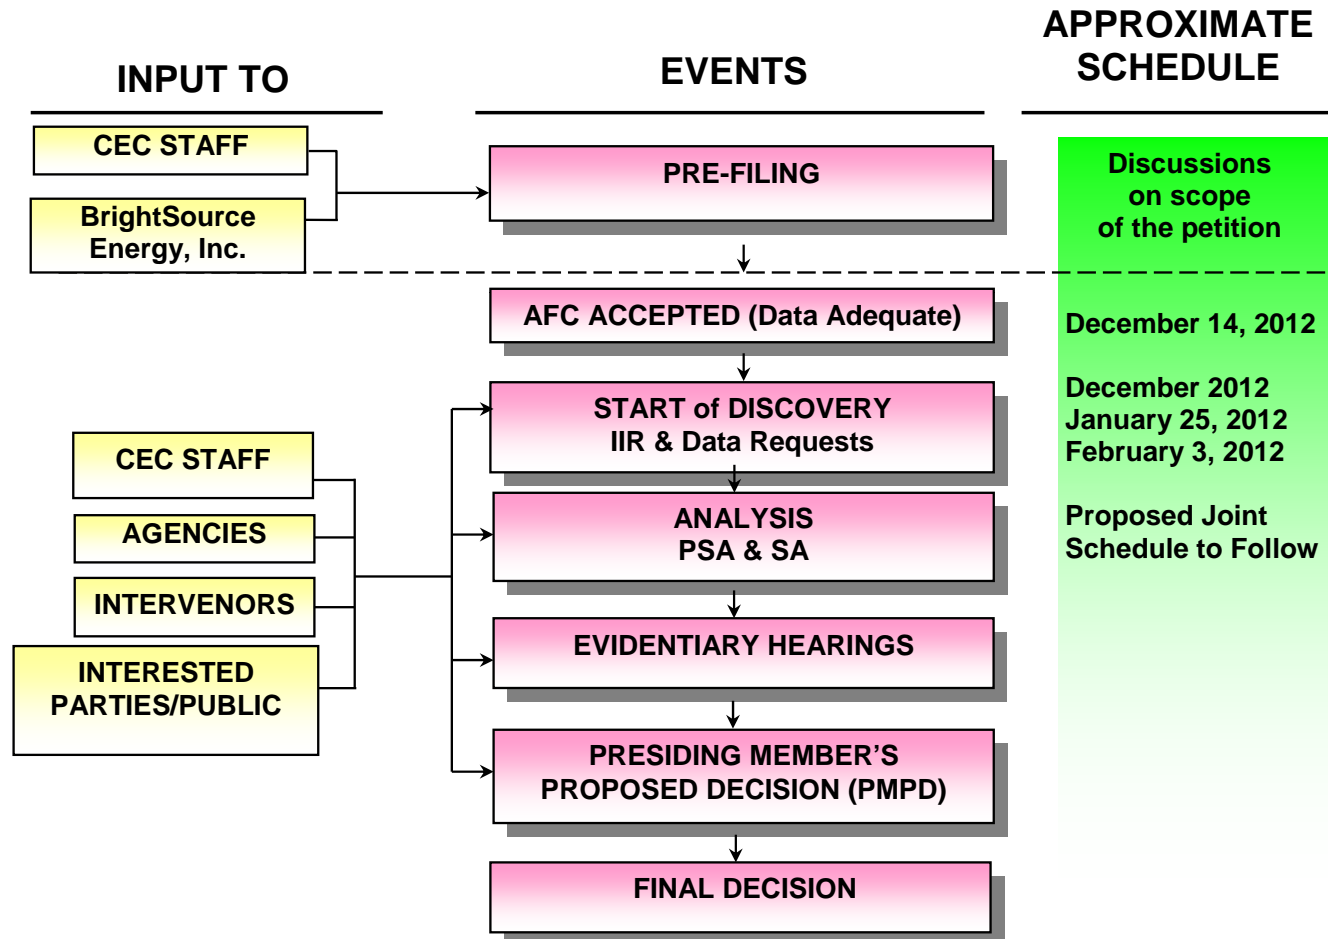 INPUT TO
EVENTS
APPROXIMATE
SCHEDULE
CEC STAFF
BrightSource
Energy, Inc.
PRE-FILING
Discussions
on scope
of the petition
AFC ACCEPTED (Data Adequate)
December 14, 2012
START of DISCOVERY
IIR & Data Requests
December 2012
January 25, 2012
February 3, 2012
CEC STAFF
AGENCIES
INTERVENORS
INTERESTED
PARTIES/PUBLIC
ANALYSIS
PSA & SA
Proposed Joint
Schedule to Follow
EVIDENTIARY HEARINGS
PRESIDING MEMBER’S
PROPOSED DECISION (PMPD)
FINAL DECISION